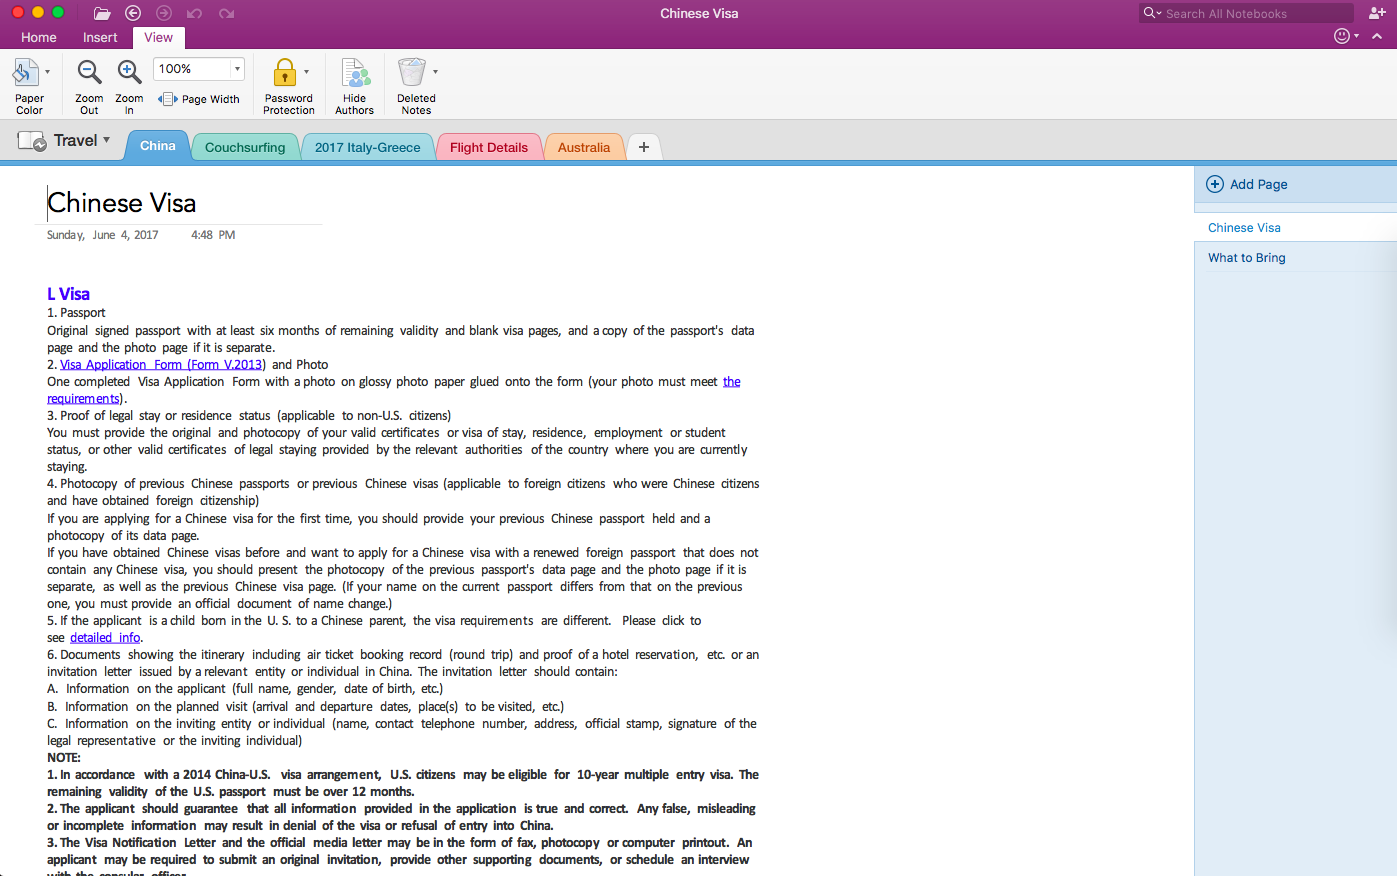 Chinese Visa
Search All Notebooks
Home Insert View
100%
Paper Color
Zoom Out
Zoom In
Page Width
Password Protection
Hide Authors
Deleted Notes
Travel
China
Couchsurfing
2017 Italy-Greece
Flight Details
Australia
+
Chinese Visa
Sunday, June 4, 2017 4:48 PM
L Visa
1. Passport
Original signed passport with at least six months of remaining validity and blank visa pages, and a copy of the passport's data
page and the photo page if it is separate.
2. Visa Application Form (Form V.2013) and Photo
One completed Visa Application Form with a photo on glossy photo paper glued onto the form (your photo must meet the
requirements).
3. Proof of legal stay or residence status (applicable to non-U.S. citizens)
You must provide the original and photocopy of your valid certificates or visa of stay, residence, employment or student
status, or other valid certificates of legal staying provided by the relevant authorities of the country where you are currently
staying.
4. Photocopy of previous Chinese passports or previous Chinese visas (applicable to foreign citizens who were Chinese citizens
and have obtained foreign citizenship)
If you are applying for a Chinese visa for the first time, you should provide your previous Chinese passport held and a
photocopy of its data page.
If you have obtained Chinese visas before and want to apply for a Chinese visa with a renewed foreign passport that does not
contain any Chinese visa, you should present the photocopy of the previous passport's data page and the photo page if it is
separate, as well as the previous Chinese visa page. (If your name on the current passport differs from that on the previous
one, you must provide an official document of name change.)
5. If the applicant is a child born in the U. S. to a Chinese parent, the visa requirements are different. Please click to
see detailed info.
6. Documents showing the itinerary including air ticket booking record (round trip) and proof of a hotel reservation, etc. or an
invitation letter issued by a relevant entity or individual in China. The invitation letter should contain:
A. Information on the applicant (full name, gender, date of birth, etc.)
B. Information on the planned visit (arrival and departure dates, place(s) to be visited, etc.)
C. Information on the inviting entity or individual (name, contact telephone number, address, official stamp, signature of the
legal representative or the inviting individual)
NOTE:
1. In accordance with a 2014 China-U.S. visa arrangement, U.S. citizens may be eligible for 10-year multiple entry visa. The
remaining validity of the U.S. passport must be over 12 months.
2. The applicant should guarantee that all information provided in the application is true and correct. Any false, misleading
or incomplete information may result in denial of the visa or refusal of entry into China.
3. The Visa Notification Letter and the official media letter may be in the form of fax, photocopy or computer printout. An
applicant may be required to submit an original invitation, provide other supporting documents, or schedule an interview
with the consular officer.
Add Page
Chinese Visa
What to Bring